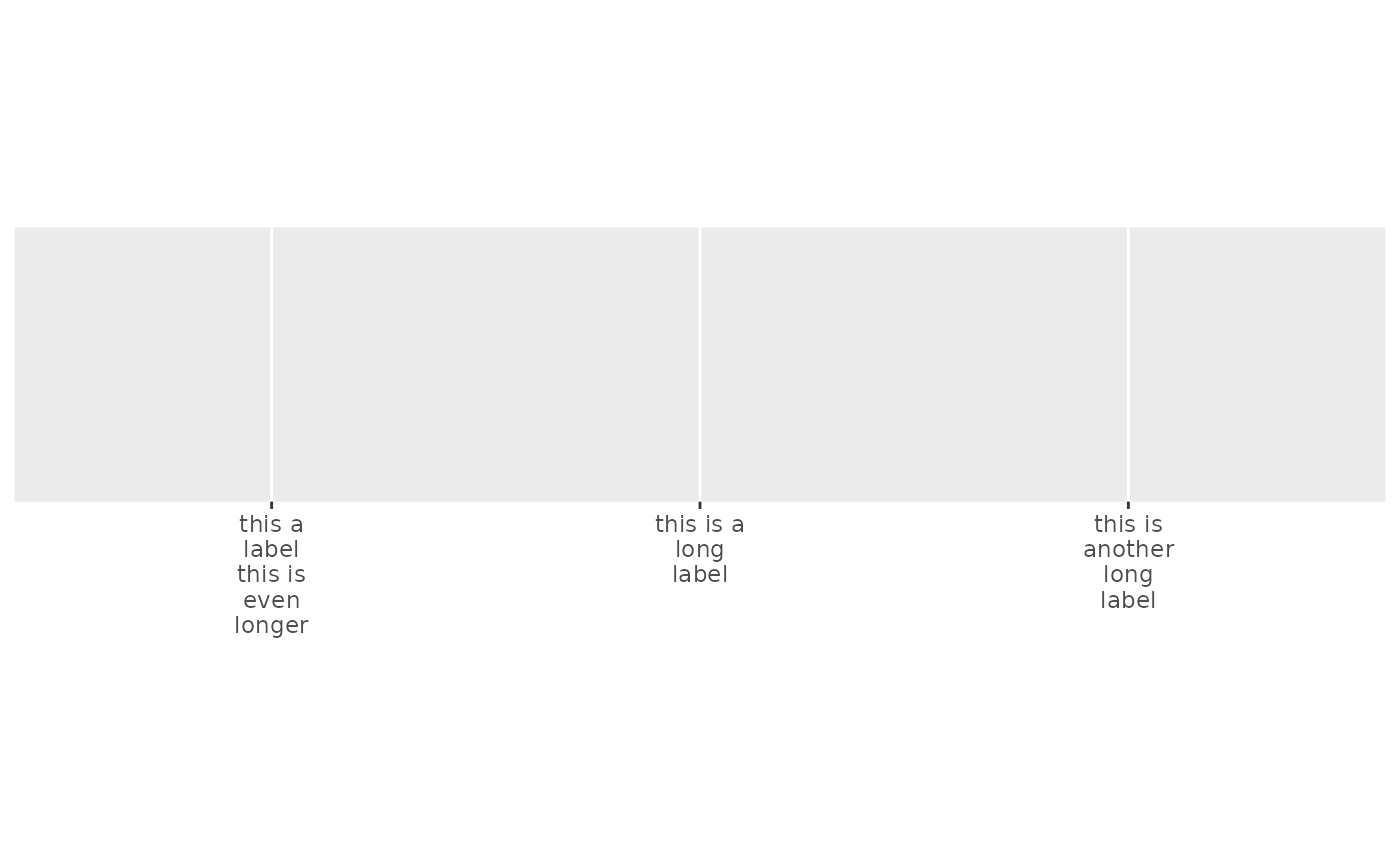 this a
label
this is
even
longer
this is a
long
label
this is
another
long
label